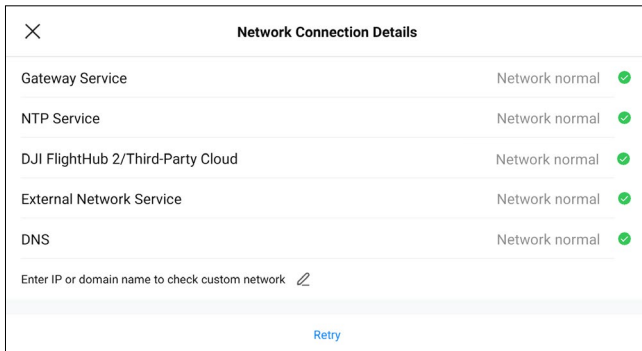 Network Connection Details
Gateway Service Network normal
NTP Service Network normal
DJI FlightHub 2/Third-Party Cloud Network normal
External Network Service Network normal
DNS Network normal
Enter IP or domain name to check custom network
Retry